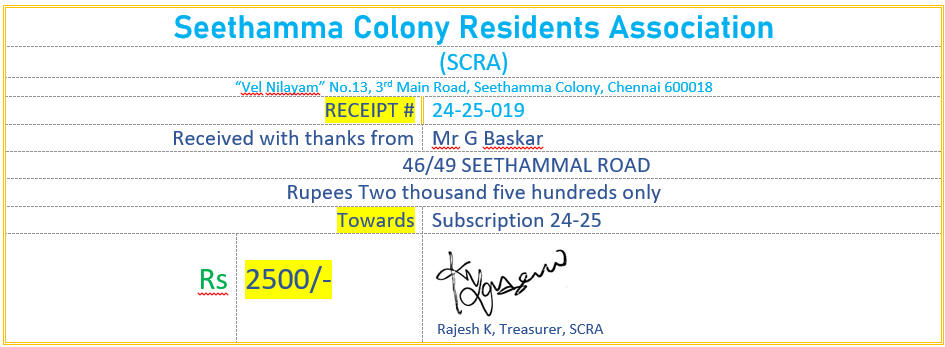 Seethamma Colony Residents Association
(SCRA)
“Vel Nilayam” No.13, 3rd Main Road, Seethamma Colony, Chennai 600018
RECEIPT # 24-25-019
Received with thanks from Mr G Baskar
46/49 SEETHAMMAL ROAD
Rupees Two thousand five hundreds only
Towards Subscription 24-25
Rs 2500/-
Rajesh K, Treasurer, SCRA